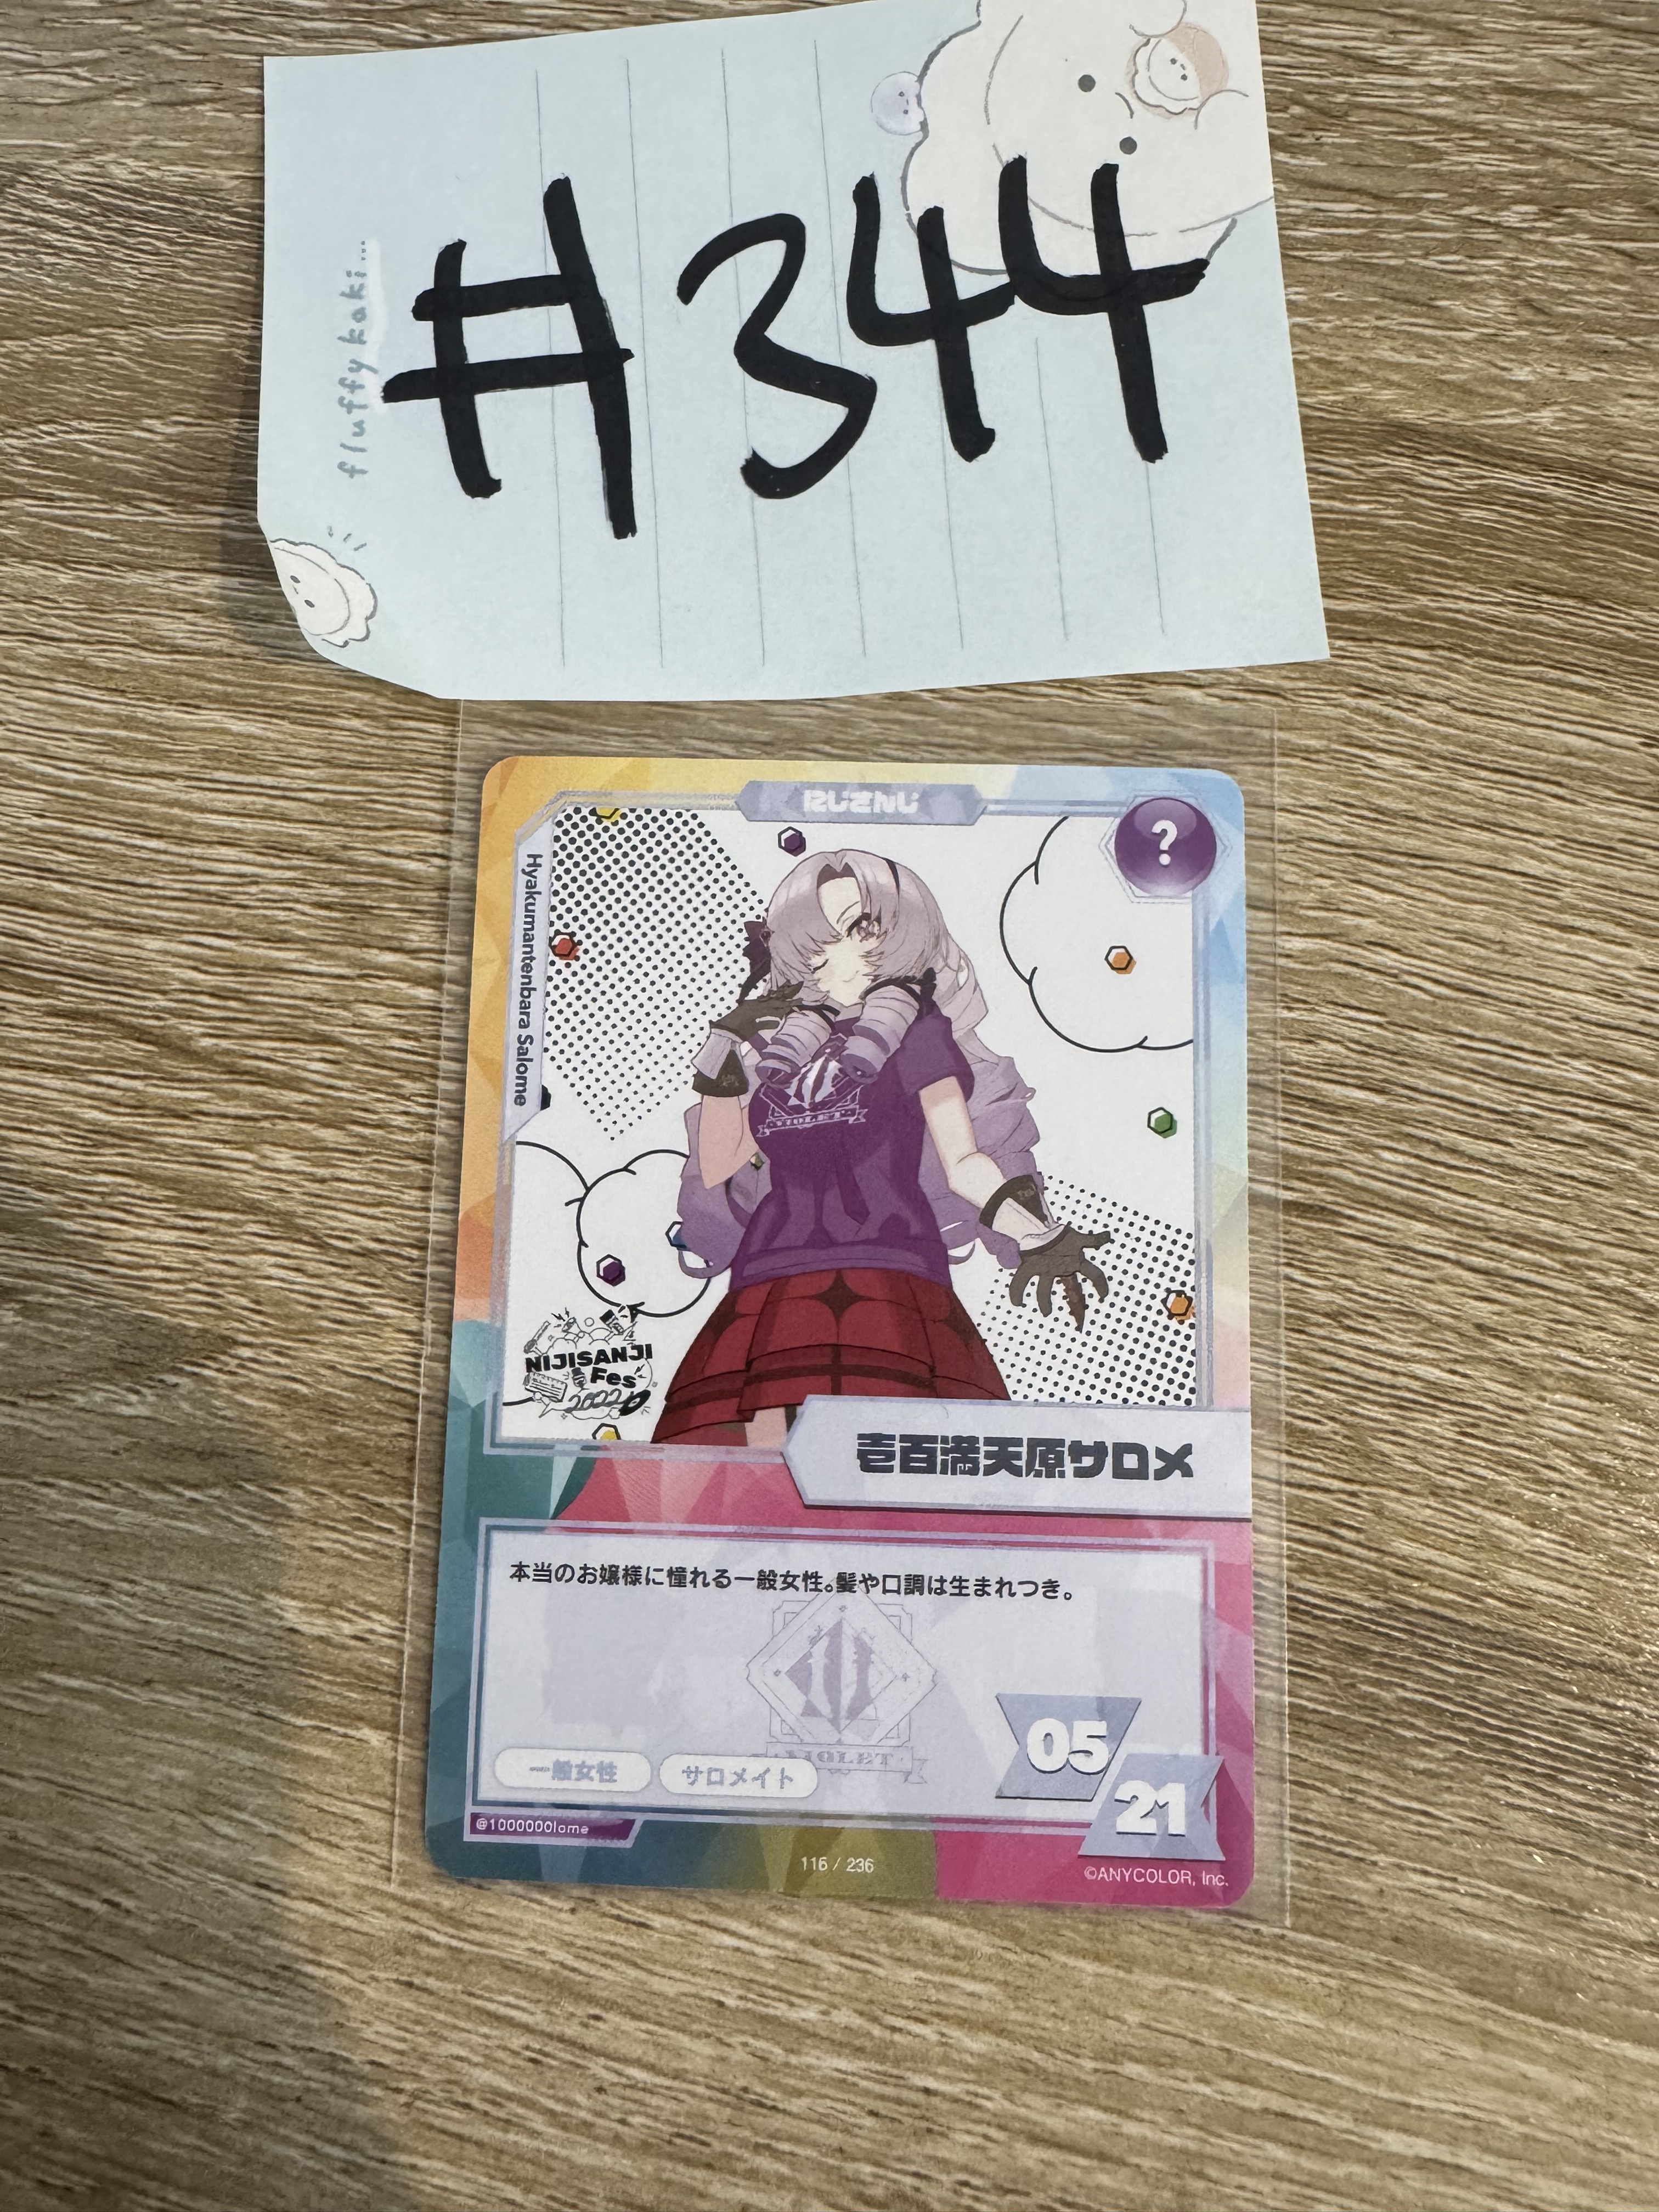 #344
fluffy kaki...
にじさんじ
?
Hyakumantenbara Salome
VIOLET
NIJISANJI
Fes
2022
壱百満天原サロメ
本当のお嬢様に憧れる一般女性。髪や口調は生まれつき。
VIOLET
05
21
一般女性
サロメイト
@1000000lome
116 / 236
©ANYCOLOR, Inc.